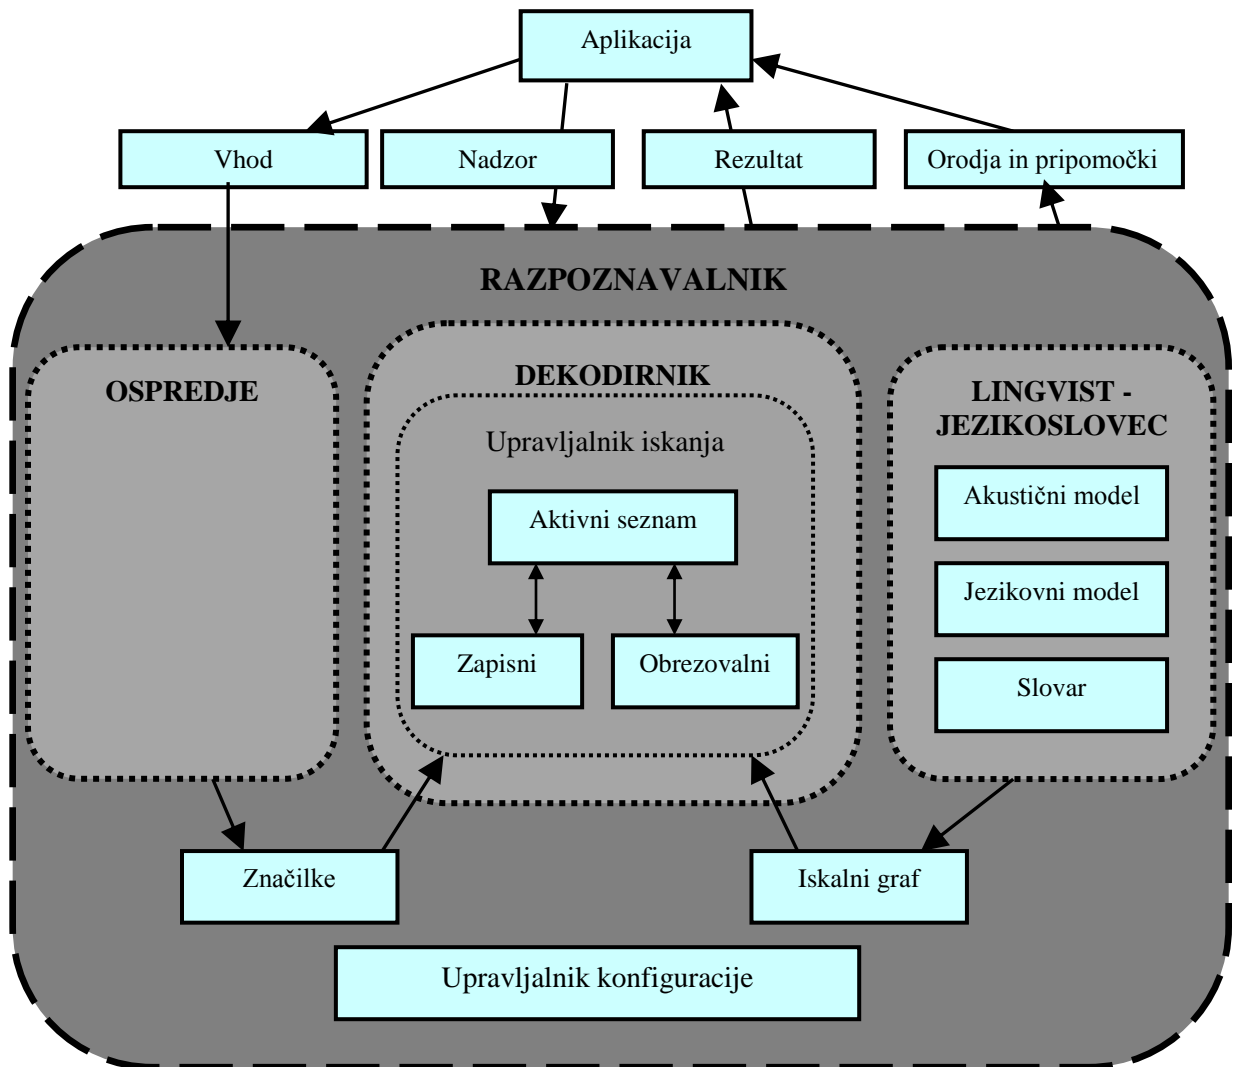 Aplikacija
Vhod
Nadzor
Rezultat
Orodja in pripomočki
RAZPOZNAVALNIK
OSPREDJE
DEKODIRNIK
Upravljalnik iskanja
Aktivni seznam
Zapisni
Obrezovalni
LINGVIST -
JEZIKOSLOVEC
Akustični model
Jezikovni model
Slovar
Značilke
Iskalni graf
Upravljalnik konfiguracije